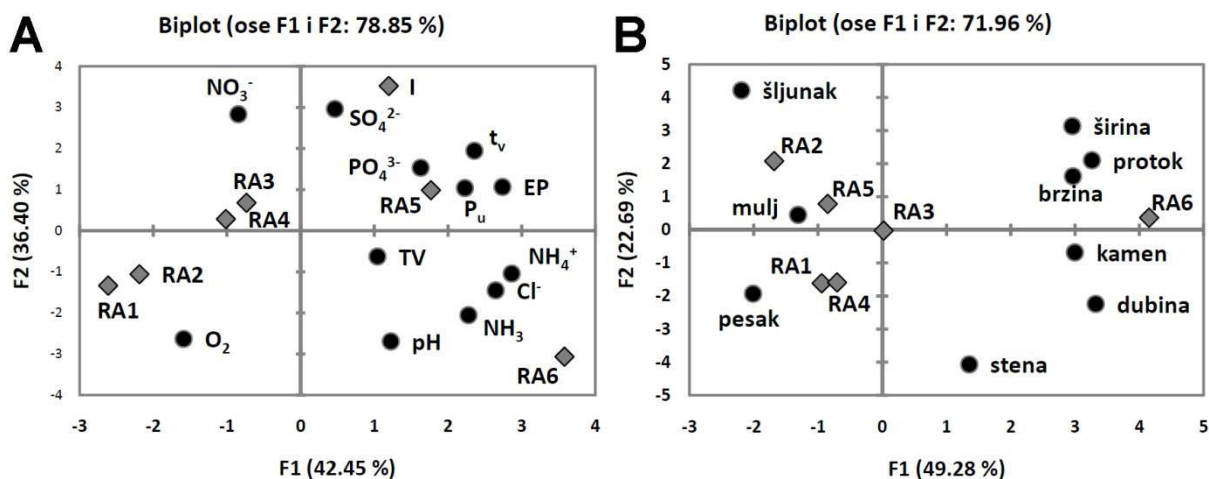 A
Biplot (ose F1 i F2: 78.85 %)
F2 (36.40 %)
4
3
2
1
0
-1
-2
-3
-4
NO₃⁻
I
SO₄²⁻
tᵥ
PO₄³⁻
EP
RA3
RA5
Pᵤ
RA4
TV
NH₄⁺
RA2
Cl⁻
RA1
NH₃
O₂
pH
RA6
-3 -2 -1 0 1 2 3 4
F1 (42.45 %)
B
Biplot (ose F1 i F2: 71.96 %)
F2 (22.69 %)
5
4
3
2
1
0
-1
-2
-3
-4
-5
šljunak
širina
RA2
protok
RA5
brzina
mulj
RA3
RA6
kamen
RA1
RA4
pesak
dubina
stena
-3 -2 -1 0 1 2 3 4 5
F1 (49.28 %)